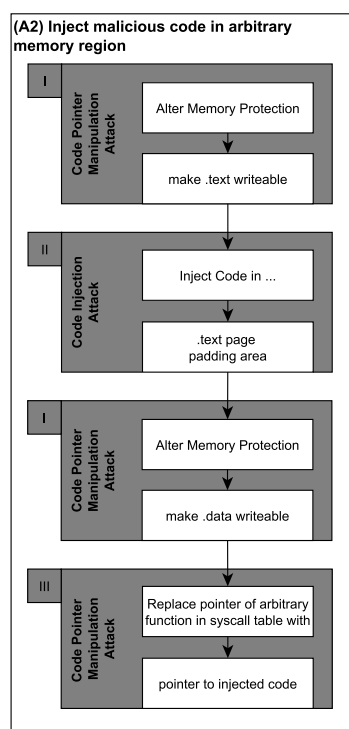 (A2) Inject malicious code in arbitrary
memory region
I
Code Pointer
Manipulation
Attack
Alter Memory Protection
make .text writeable
II
Code Injection
Attack
Inject Code in ...
.text page
padding area
I
Code Pointer
Manipulation
Attack
Alter Memory Protection
make .data writeable
III
Code Pointer
Manipulation
Attack
Replace pointer of arbitrary
function in syscall table with
pointer to injected code